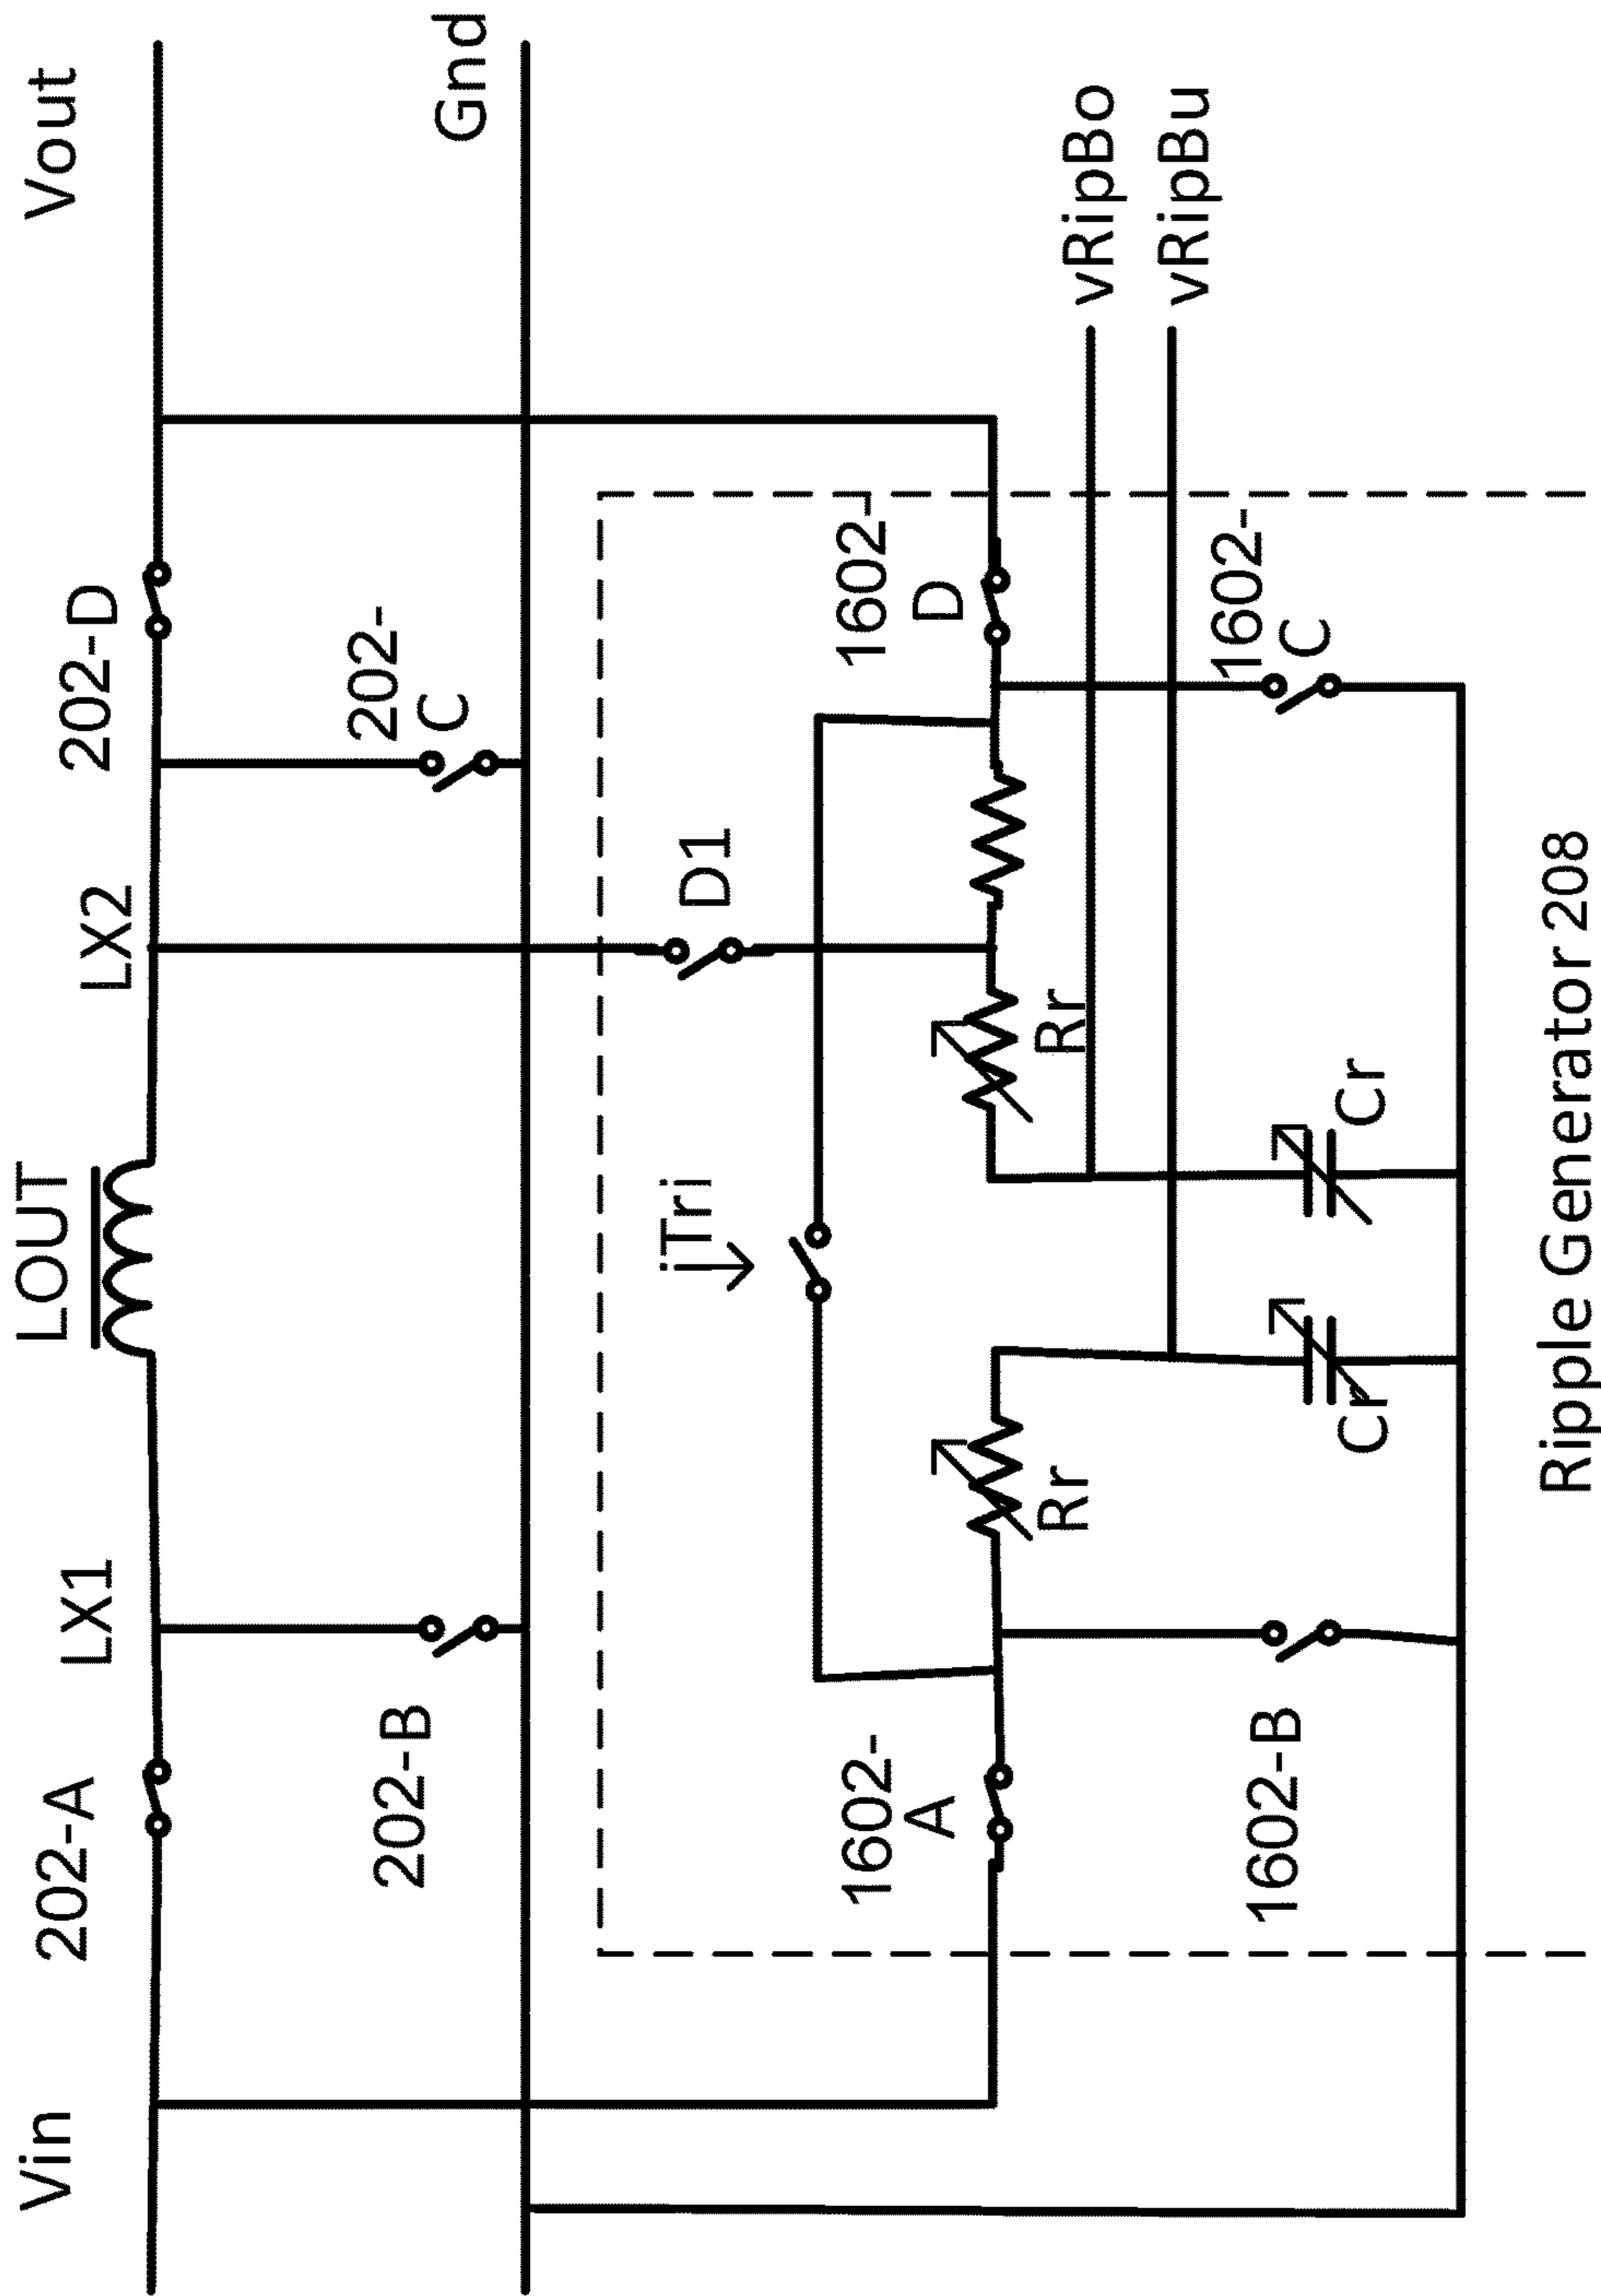 Vin
202-A
LX1
LOUT
LX2
202-D
Vout
202-B
202-
C
Gnd
iTri
D1
1602-
A
1602-
D
Rr
Rr
vRipBo
vRipBu
1602-B
Cr
Cr
1602-
C
Ripple Generator 208